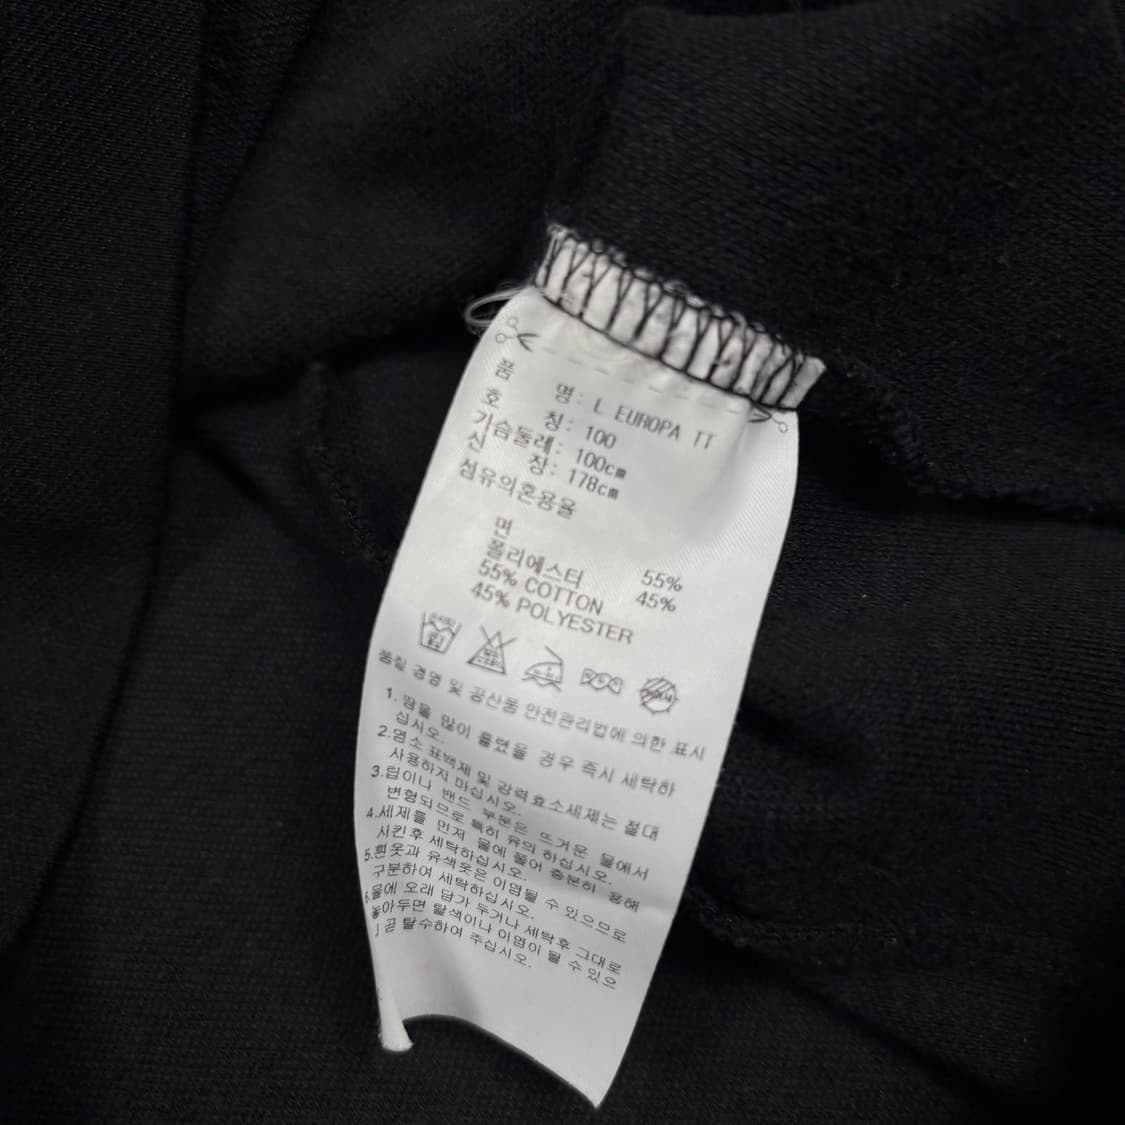 품 명: L EUROPA TT
호 칭: 100
가슴둘레: 100cm
신 장: 178cm
섬유의혼용율
면 55%
폴리에스터 45%
55% COTTON
45% POLYESTER
품질 경영 및 공산품 안전관리법에 의한 표시
1. 땀을 많이 흘렸을 경우 즉시 세탁하
십시오.
2.염소 표백제 및 강력효소세제는 절대
사용하지 마십시오.
3.립이나 밴드 부분은 뜨거운 물에서
변형되므로 특히 유의 하십시오.
4.세제를 먼저 물에 풀어 충분히 용해
시킨후 세탁하십시오.
5.흰옷과 유색옷은 이염될 수 있으므로
구분하여 세탁하십시오.
물에 오래 담가 두거나 세탁후 그대로
놓아두면 탈색이나 이염이 될 수 있으
곧 탈수하여 주십시오.